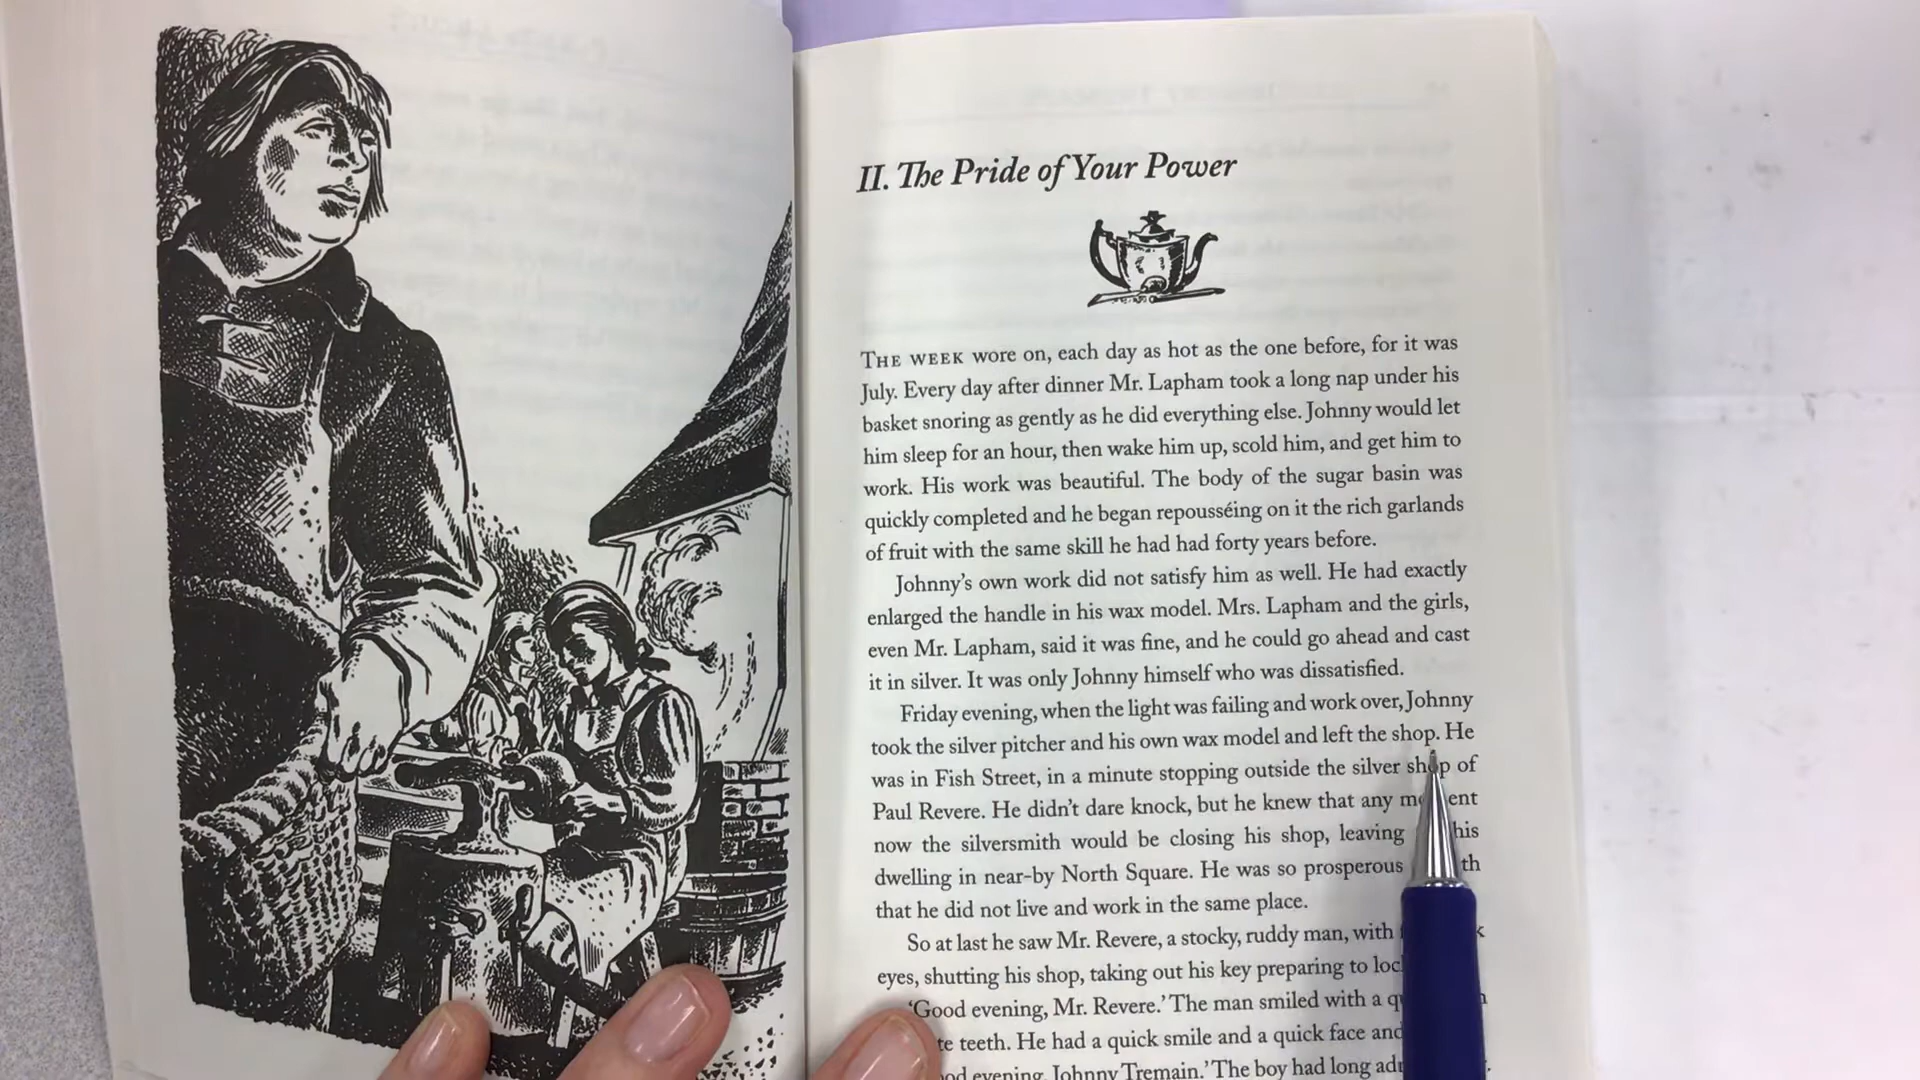 II. The Pride of Your Power
THE WEEK wore on, each day as hot as the one before, for it was
July. Every day after dinner Mr. Lapham took a long nap under his
basket snoring as gently as he did everything else. Johnny would let
him sleep for an hour, then wake him up, scold him, and get him to
work. His work was beautiful. The body of the sugar basin was
quickly completed and he began repousséing on it the rich garlands
of fruit with the same skill he had had forty years before.
Johnny's own work did not satisfy him as well. He had exactly
enlarged the handle in his wax model. Mrs. Lapham and the girls,
even Mr. Lapham, said it was fine, and he could go ahead and cast
it in silver. It was only Johnny himself who was dissatisfied.
Friday evening, when the light was failing and work over, Johnny
took the silver pitcher and his own wax model and left the shop. He
was in Fish Street, in a minute stopping outside the silver shop of
Paul Revere. He didn't dare knock, but he knew that any moment
now the silversmith would be closing his shop, leaving his
dwelling in near-by North Square. He was so prosperous
that he did not live and work in the same place.
So at last he saw Mr. Revere, a stocky, ruddy man, with
eyes, shutting his shop, taking out his key preparing to
'Good evening, Mr. Revere.' The man smiled with a
teeth. He had a quick smile and a quick face and
evening, Johnny Tremain.' The boy had long